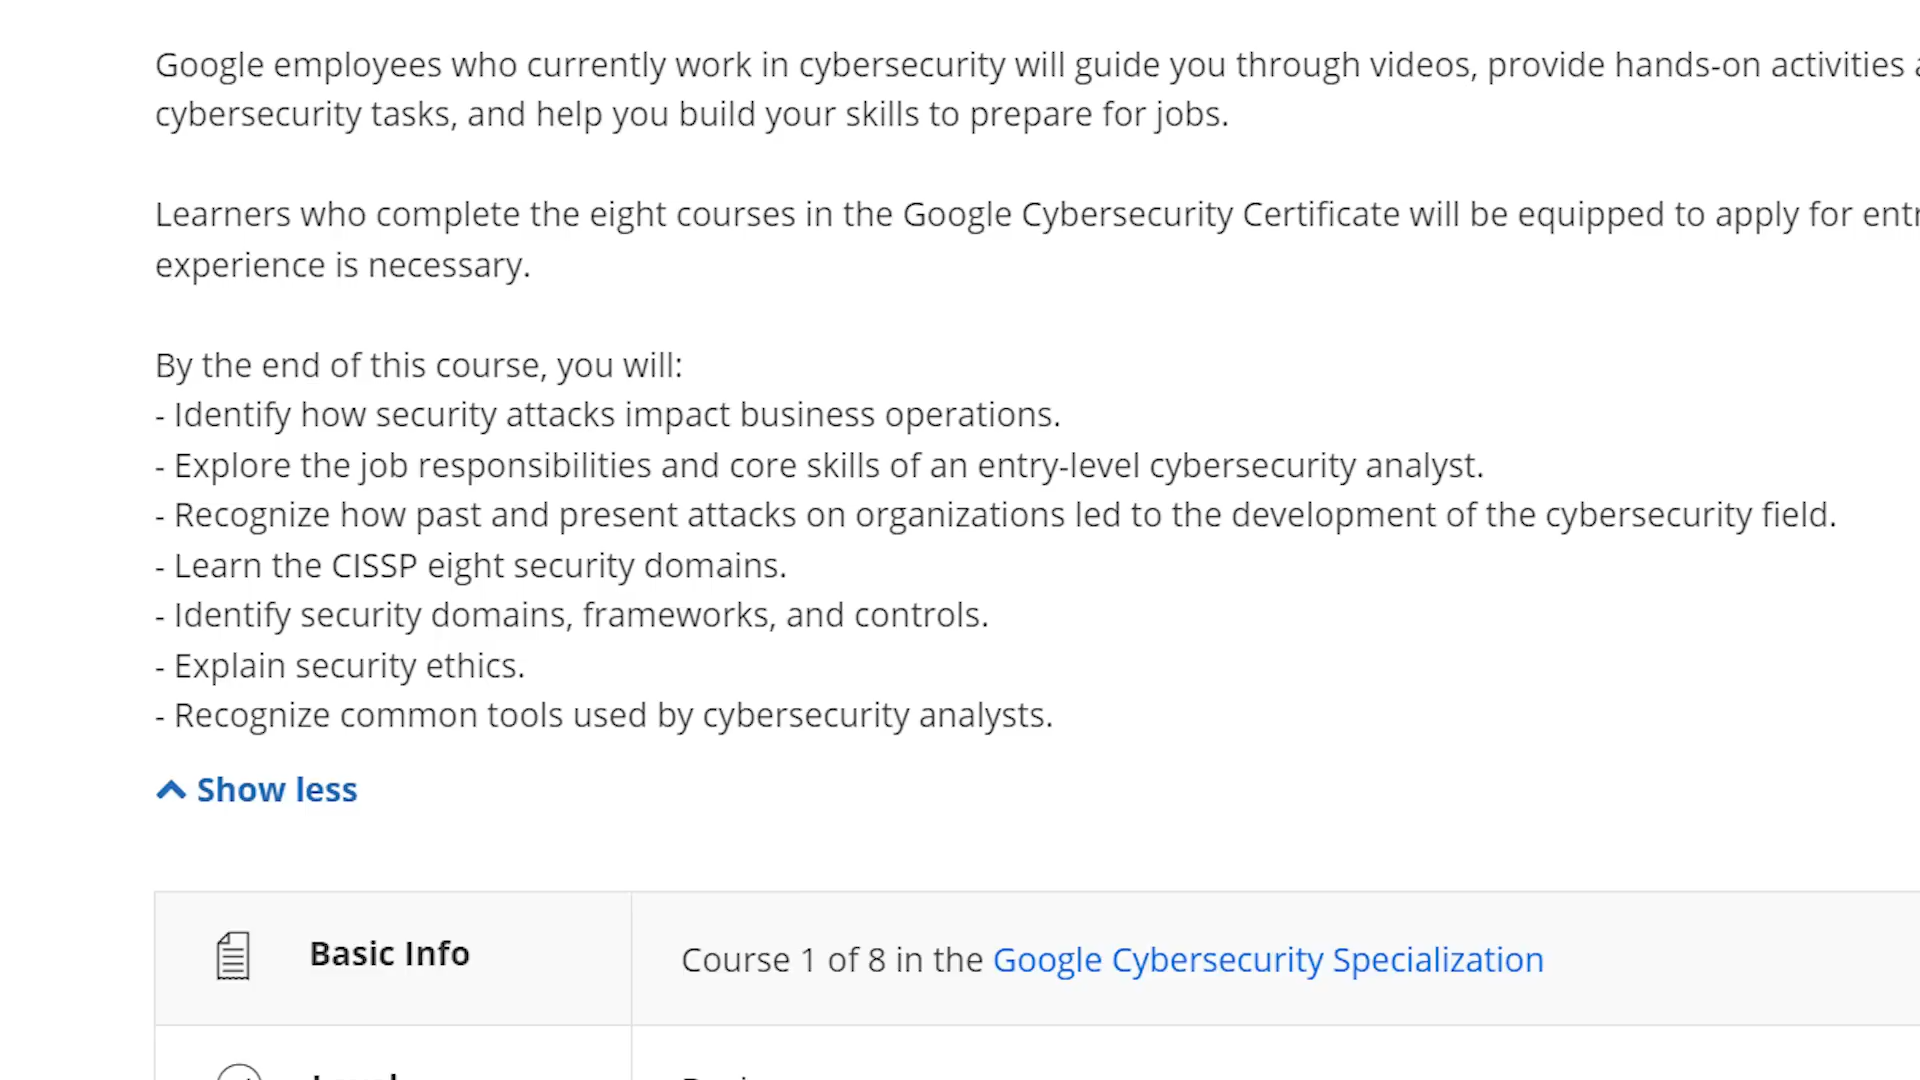 Google employees who currently work in cybersecurity will guide you through videos, provide hands-on activities
cybersecurity tasks, and help you build your skills to prepare for jobs.
Learners who complete the eight courses in the Google Cybersecurity Certificate will be equipped to apply for
experience is necessary.
By the end of this course, you will:
- Identify how security attacks impact business operations.
- Explore the job responsibilities and core skills of an entry-level cybersecurity analyst.
- Recognize how past and present attacks on organizations led to the development of the cybersecurity field.
- Learn the CISSP eight security domains.
- Identify security domains, frameworks, and controls.
- Explain security ethics.
- Recognize common tools used by cybersecurity analysts.
Show less
Basic Info
Course 1 of 8 in the Google Cybersecurity Specialization